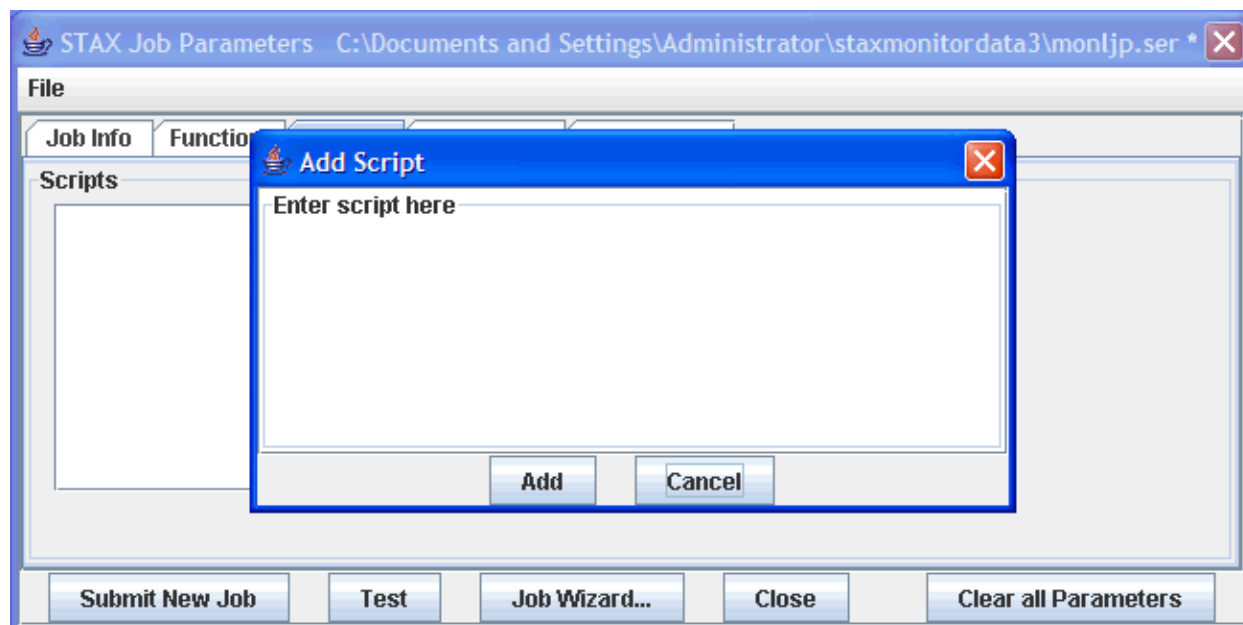 STAX Job Parameters C:\Documents and Settings\Administrator\staxmonitordata3\monljp.ser *
File
Job Info
Add Script
Scripts
Enter script here
Add Cancel
Submit New Job Test Job Wizard... Close Clear all Parameters